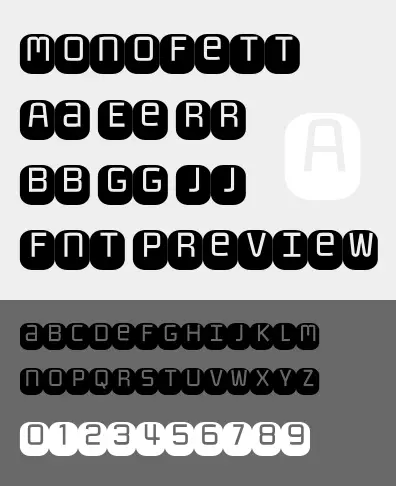 MONOFeTT
Aa Ee RR
A
BB GG JJ
FNT PReVIeW
aBCDeFGHIJKLM
NOPQRSTUVWXYZ
0123456789